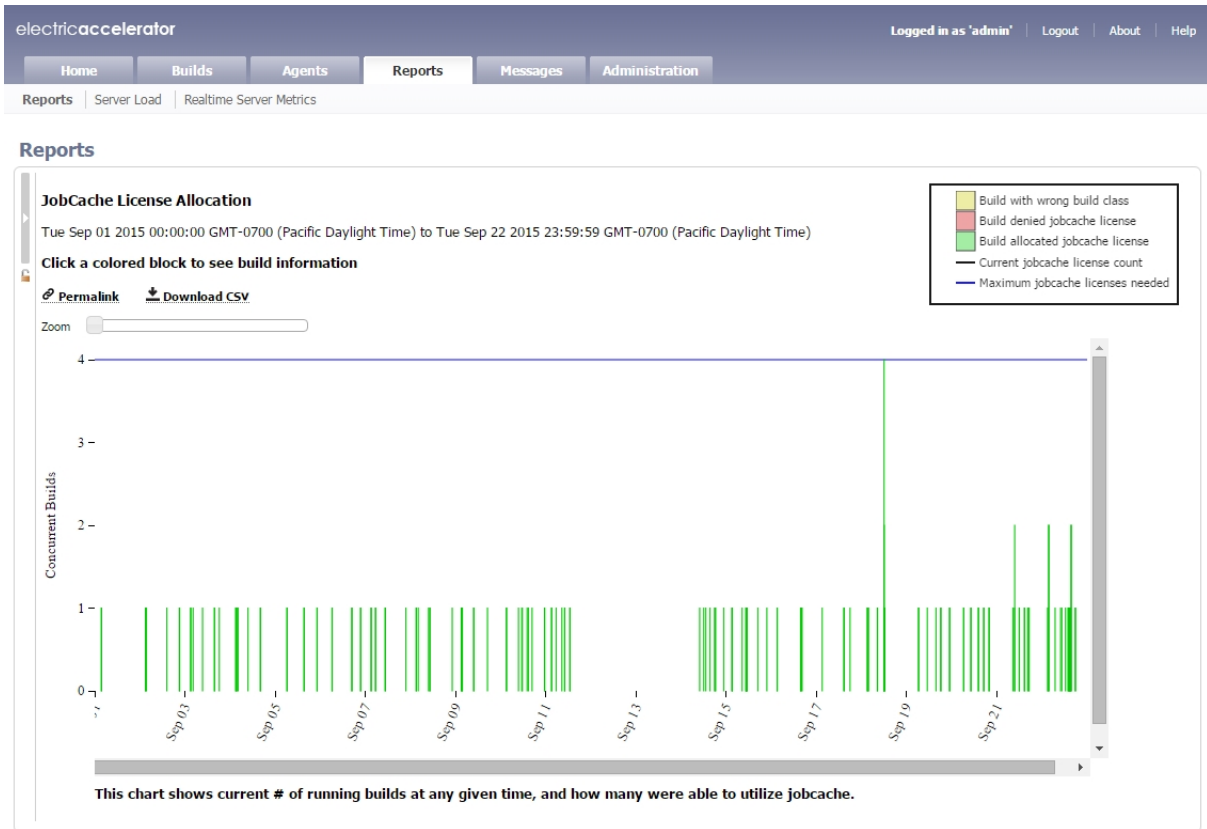 electricaccelerator
Logged in as 'admin' Logout About Help
Home Builds Agents Reports Messages Administration
Reports Server Load Realtime Server Metrics
Reports
JobCache License Allocation
Tue Sep 01 2015 00:00:00 GMT-0700 (Pacific Daylight Time) to Tue Sep 22 2015 23:59:59 GMT-0700 (Pacific Daylight Time)
Click a colored block to see build information
Permalink Download CSV
Zoom
Build with wrong build class
Build denied jobcache license
Build allocated jobcache license
Current jobcache license count
Maximum jobcache licenses needed
4
3
2
1
0
Concurrent Builds
Sep 03 Sep 05 Sep 07 Sep 09 Sep 11 Sep 13 Sep 15 Sep 17 Sep 19 Sep 21
This chart shows current # of running builds at any given time, and how many were able to utilize jobcache.